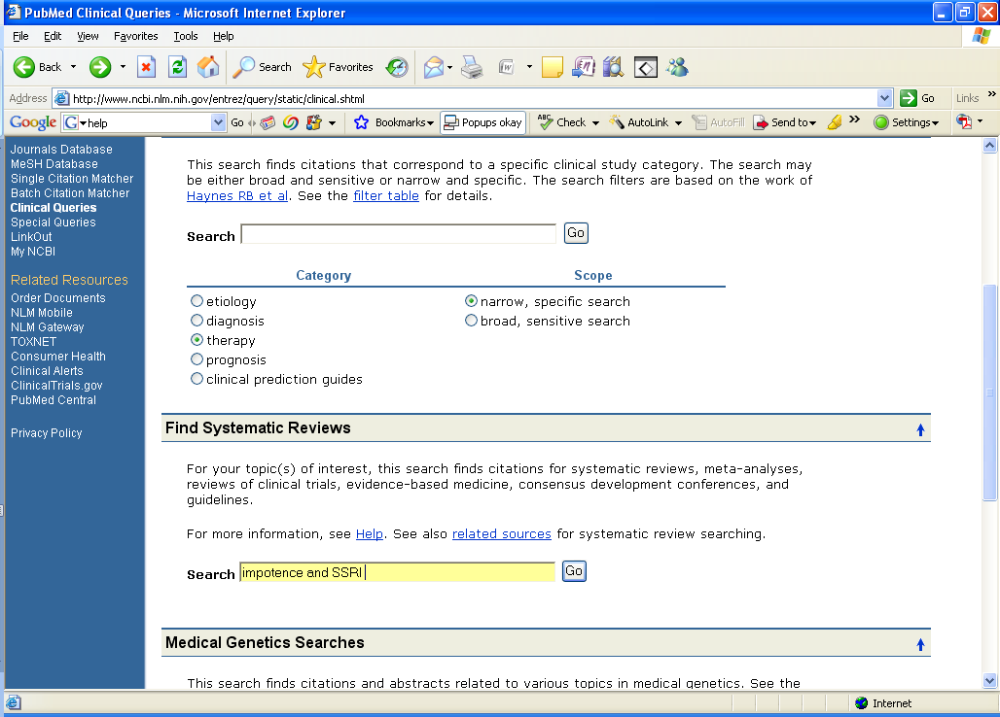 PubMed Clinical Queries - Microsoft Internet Explorer
File Edit View Favorites Tools Help
Back Search Favorites
Address http://www.ncbi.nlm.nih.gov/entrez/query/static/clinical.shtml Go Links »
Google G help Go Bookmarks Popups okay ABC Check AutoLink AutoFill Send to » Settings
Journals Database
MeSH Database
Single Citation Matcher
Batch Citation Matcher
Clinical Queries
Special Queries
LinkOut
My NCBI
Related Resources
Order Documents
NLM Mobile
NLM Gateway
TOXNET
Consumer Health
Clinical Alerts
ClinicalTrials.gov
PubMed Central
Privacy Policy
This search finds citations that correspond to a specific clinical study category. The search may
be either broad and sensitive or narrow and specific. The search filters are based on the work of
Haynes RB et al. See the filter table for details.
Search Go
Category Scope
etiology narrow, specific search
diagnosis broad, sensitive search
therapy
prognosis
clinical prediction guides
Find Systematic Reviews
For your topic(s) of interest, this search finds citations for systematic reviews, meta-analyses,
reviews of clinical trials, evidence-based medicine, consensus development conferences, and
guidelines.
For more information, see Help. See also related sources for systematic review searching.
Search impotence and SSRI Go
Medical Genetics Searches
This search finds citations and abstracts related to various topics in medical genetics. See the
Internet